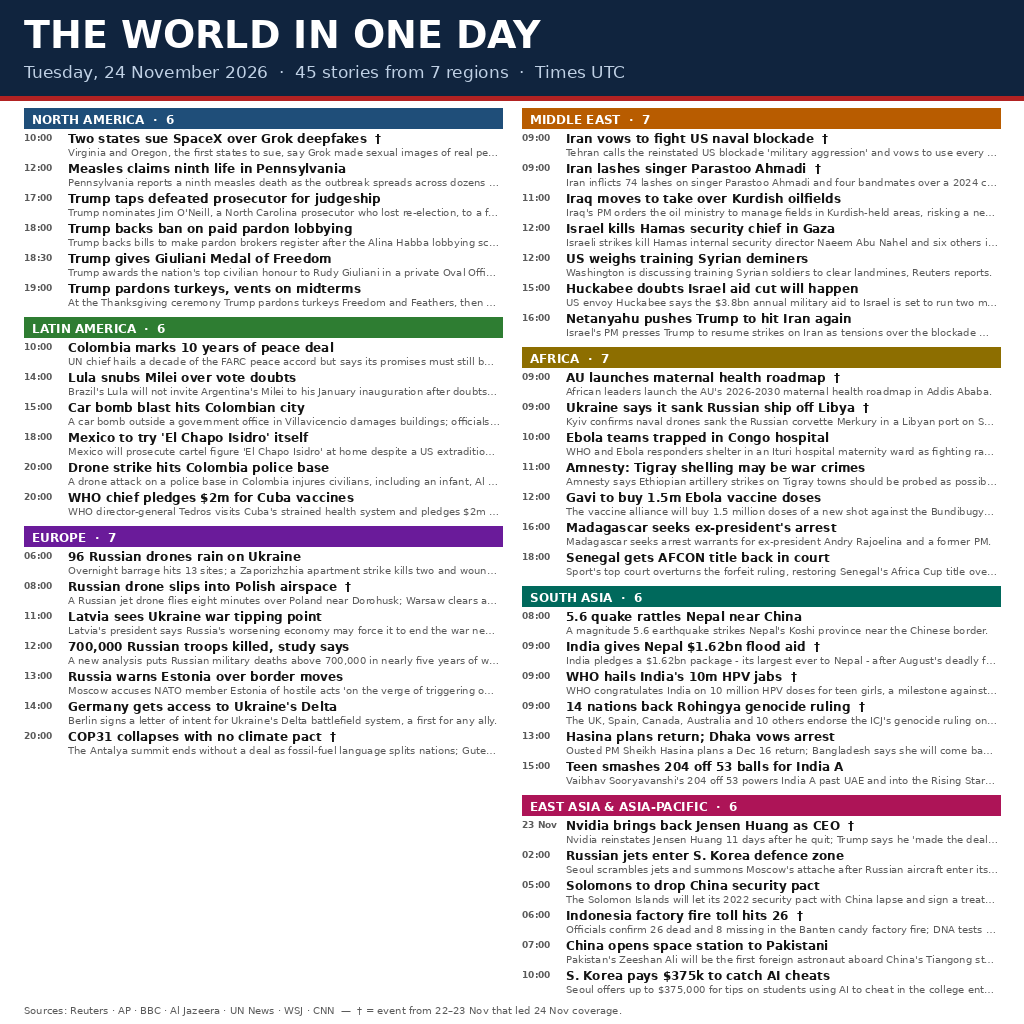 THE WORLD IN ONE DAY
Tuesday, 24 November 2026 · 45 stories from 7 regions · Times UTC
NORTH AMERICA · 6
10:00 Two states sue SpaceX over Grok deepfakes †
Virginia and Oregon, the first states to sue, say Grok made sexual images of real pe...
12:00 Measles claims ninth life in Pennsylvania
Pennsylvania reports a ninth measles death as the outbreak spreads across dozens ...
17:00 Trump taps defeated prosecutor for judgeship
Trump nominates Jim O'Neill, a North Carolina prosecutor who lost re-election, to a f...
18:00 Trump backs ban on paid pardon lobbying
Trump backs bills to make pardon brokers register after the Alina Habba lobbying sc...
18:30 Trump gives Giuliani Medal of Freedom
Trump awards the nation's top civilian honour to Rudy Giuliani in a private Oval Offi...
19:00 Trump pardons turkeys, vents on midterms
At the Thanksgiving ceremony Trump pardons turkeys Freedom and Feathers, then ...
LATIN AMERICA · 6
10:00 Colombia marks 10 years of peace deal
UN chief hails a decade of the FARC peace accord but says its promises must still b...
14:00 Lula snubs Milei over vote doubts
Brazil's Lula will not invite Argentina's Milei to his January inauguration after doubts...
15:00 Car bomb blast hits Colombian city
A car bomb outside a government office in Villavicencio damages buildings; officials...
18:00 Mexico to try 'El Chapo Isidro' itself
Mexico will prosecute cartel figure 'El Chapo Isidro' at home despite a US extraditio...
20:00 Drone strike hits Colombia police base
A drone attack on a police base in Colombia injures civilians, including an infant, Al ...
20:00 WHO chief pledges $2m for Cuba vaccines
WHO director-general Tedros visits Cuba's strained health system and pledges $2m ...
EUROPE · 7
06:00 96 Russian drones rain on Ukraine
Overnight barrage hits 13 sites; a Zaporizhzhia apartment strike kills two and woun...
08:00 Russian drone slips into Polish airspace †
A Russian jet drone flies eight minutes over Poland near Dorohusk; Warsaw clears a...
11:00 Latvia sees Ukraine war tipping point
Latvia's president says Russia's worsening economy may force it to end the war ne...
12:00 700,000 Russian troops killed, study says
A new analysis puts Russian military deaths above 700,000 in nearly five years of w...
13:00 Russia warns Estonia over border moves
Moscow accuses NATO member Estonia of hostile acts 'on the verge of triggering o...
14:00 Germany gets access to Ukraine's Delta
Berlin signs a letter of intent for Ukraine's Delta battlefield system, a first for any ally.
20:00 COP31 collapses with no climate pact †
The Antalya summit ends without a deal as fossil-fuel language splits nations; Gute...
MIDDLE EAST · 7
09:00 Iran vows to fight US naval blockade †
Tehran calls the reinstated US blockade 'military aggression' and vows to use every ...
09:00 Iran lashes singer Parastoo Ahmadi †
Iran inflicts 74 lashes on singer Parastoo Ahmadi and four bandmates over a 2024 c...
11:00 Iraq moves to take over Kurdish oilfields
Iraq's PM orders the oil ministry to manage fields in Kurdish-held areas, risking a ne...
12:00 Israel kills Hamas security chief in Gaza
Israeli strikes kill Hamas internal security director Naeem Abu Nahel and six others i...
12:00 US weighs training Syrian deminers
Washington is discussing training Syrian soldiers to clear landmines, Reuters reports.
15:00 Huckabee doubts Israel aid cut will happen
US envoy Huckabee says the $3.8bn annual military aid to Israel is set to run two m...
16:00 Netanyahu pushes Trump to hit Iran again
Israel's PM presses Trump to resume strikes on Iran as tensions over the blockade ...
AFRICA · 7
09:00 AU launches maternal health roadmap †
African leaders launch the AU's 2026-2030 maternal health roadmap in Addis Ababa.
09:00 Ukraine says it sank Russian ship off Libya †
Kyiv confirms naval drones sank the Russian corvette Merkury in a Libyan port on S...
10:00 Ebola teams trapped in Congo hospital
WHO and Ebola responders shelter in an Ituri hospital maternity ward as fighting ra...
11:00 Amnesty: Tigray shelling may be war crimes
Amnesty says Ethiopian artillery strikes on Tigray towns should be probed as possib...
12:00 Gavi to buy 1.5m Ebola vaccine doses
The vaccine alliance will buy 1.5 million doses of a new shot against the Bundibugy...
16:00 Madagascar seeks ex-president's arrest
Madagascar seeks arrest warrants for ex-president Andry Rajoelina and a former PM.
18:00 Senegal gets AFCON title back in court
Sport's top court overturns the forfeit ruling, restoring Senegal's Africa Cup title ove...
SOUTH ASIA · 6
08:00 5.6 quake rattles Nepal near China
A magnitude 5.6 earthquake strikes Nepal's Koshi province near the Chinese border.
09:00 India gives Nepal $1.62bn flood aid †
India pledges a $1.62bn package - its largest ever to Nepal - after August's deadly f...
09:00 WHO hails India's 10m HPV jabs †
WHO congratulates India on 10 million HPV doses for teen girls, a milestone against...
09:00 14 nations back Rohingya genocide ruling †
The UK, Spain, Canada, Australia and 10 others endorse the ICJ's genocide ruling on...
13:00 Hasina plans return; Dhaka vows arrest
Ousted PM Sheikh Hasina plans a Dec 16 return; Bangladesh says she will come ba...
15:00 Teen smashes 204 off 53 balls for India A
Vaibhav Sooryavanshi's 204 off 53 powers India A past UAE and into the Rising Star...
EAST ASIA & ASIA-PACIFIC · 6
23 Nov Nvidia brings back Jensen Huang as CEO †
Nvidia reinstates Jensen Huang 11 days after he quit; Trump says he 'made the deal...
02:00 Russian jets enter S. Korea defence zone
Seoul scrambles jets and summons Moscow's attache after Russian aircraft enter its...
05:00 Solomons to drop China security pact
The Solomon Islands will let its 2022 security pact with China lapse and sign a treat...
06:00 Indonesia factory fire toll hits 26 †
Officials confirm 26 dead and 8 missing in the Banten candy factory fire; DNA tests ...
07:00 China opens space station to Pakistani
Pakistan's Zeeshan Ali will be the first foreign astronaut aboard China's Tiangong st...
10:00 S. Korea pays $375k to catch AI cheats
Seoul offers up to $375,000 for tips on students using AI to cheat in the college ent...
Sources: Reuters · AP · BBC · Al Jazeera · UN News · WSJ · CNN — † = event from 22–23 Nov that led 24 Nov coverage.